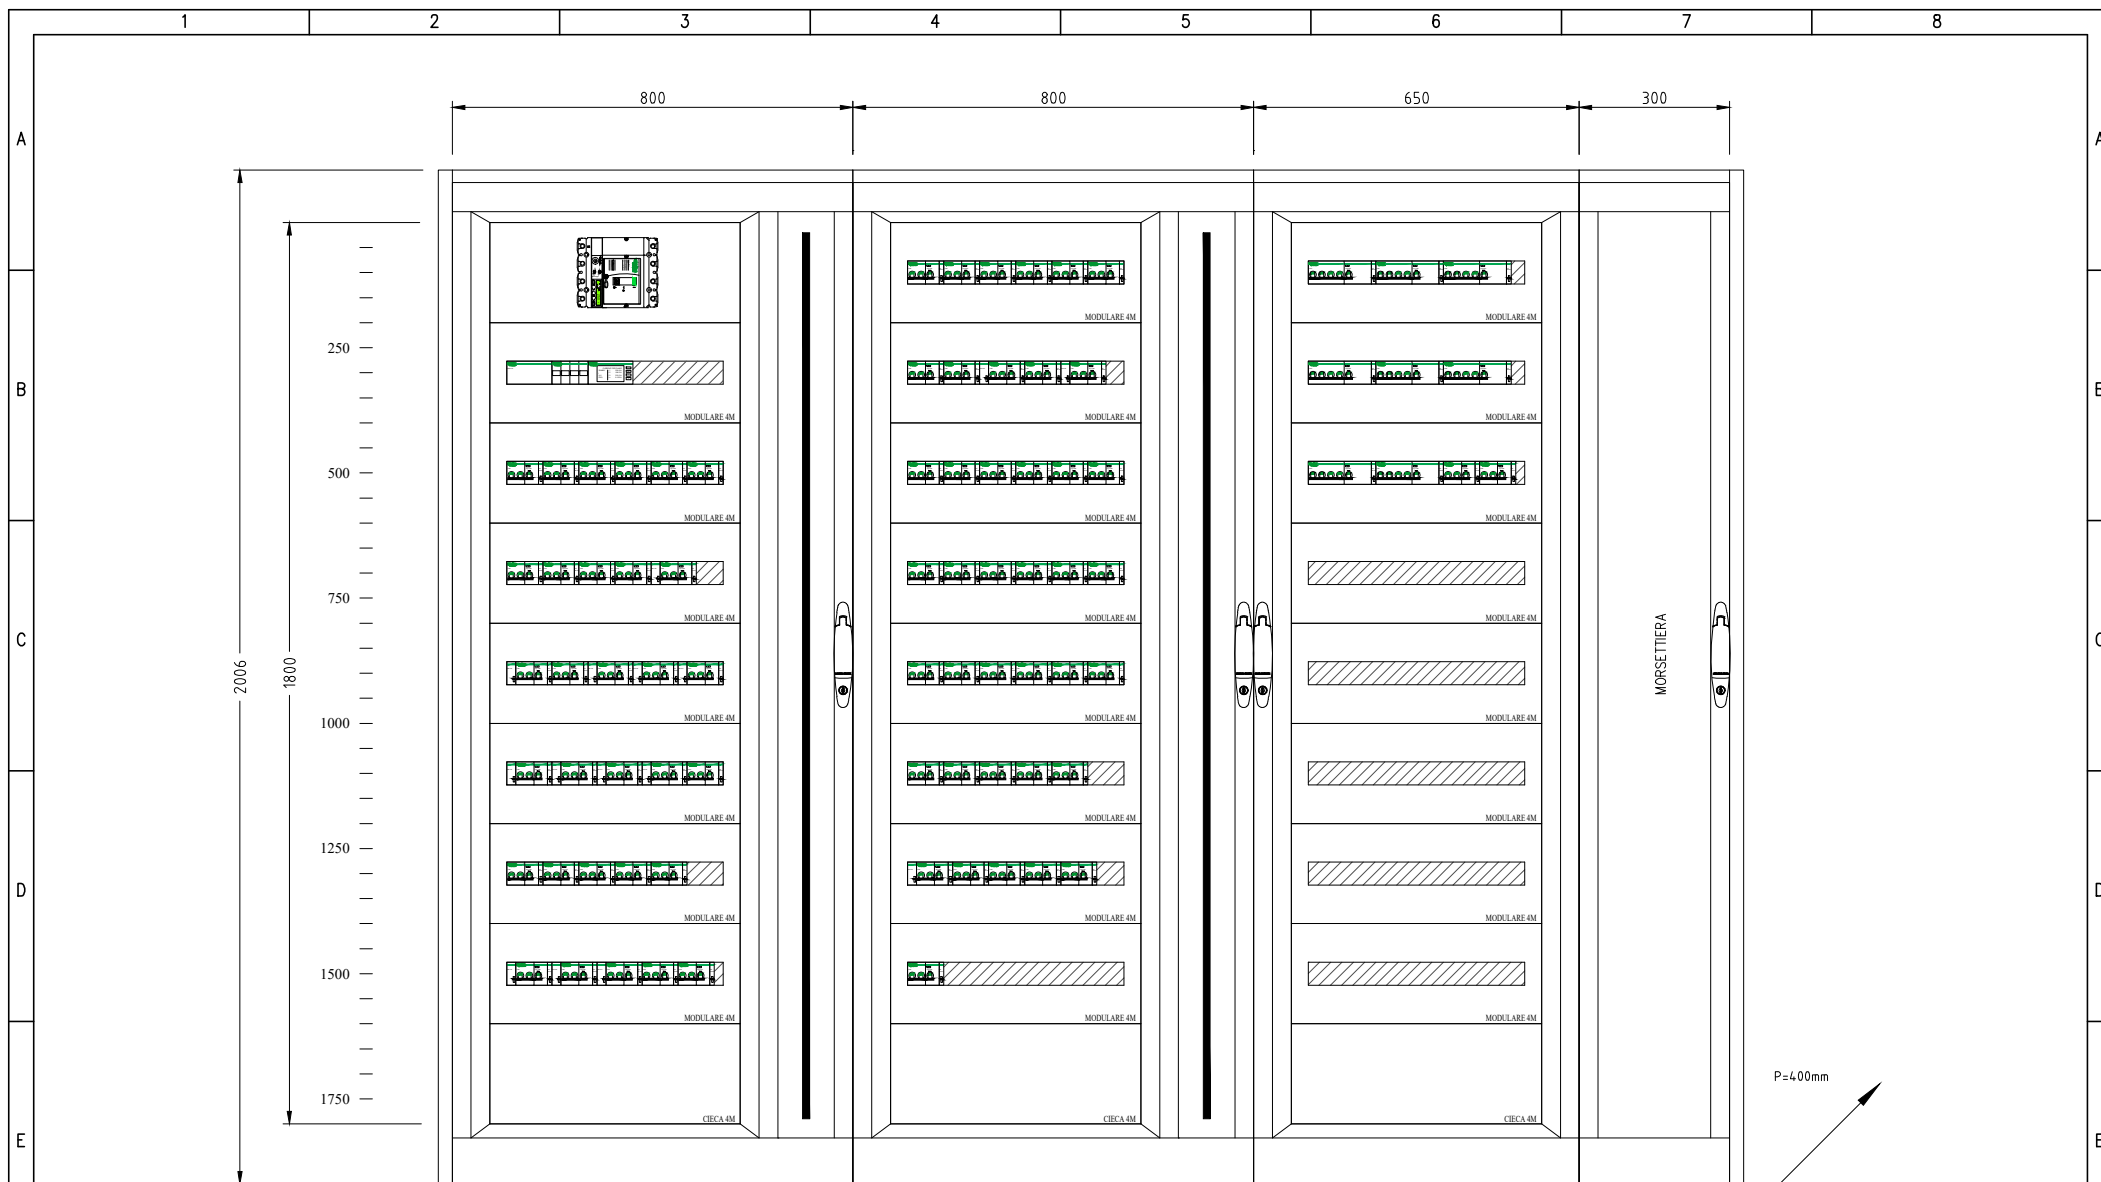 1 2 3 4 5 6 7 8
800 800 650 300
A A
MODULARE 4M MODULARE 4M
250
B B
MODULARE 4M MODULARE 4M MODULARE 4M
500
MODULARE 4M MODULARE 4M MODULARE 4M
750
MODULARE 4M MODULARE 4M MODULARE 4M
C C
2006
1800
MORSETTIERA
MODULARE 4M MODULARE 4M MODULARE 4M
1000
MODULARE 4M MODULARE 4M MODULARE 4M
1250
D D
MODULARE 4M MODULARE 4M MODULARE 4M
1500
MODULARE 4M MODULARE 4M MODULARE 4M
P=400mm
1750
CIECA 4M CIECA 4M CIECA 4M
E E